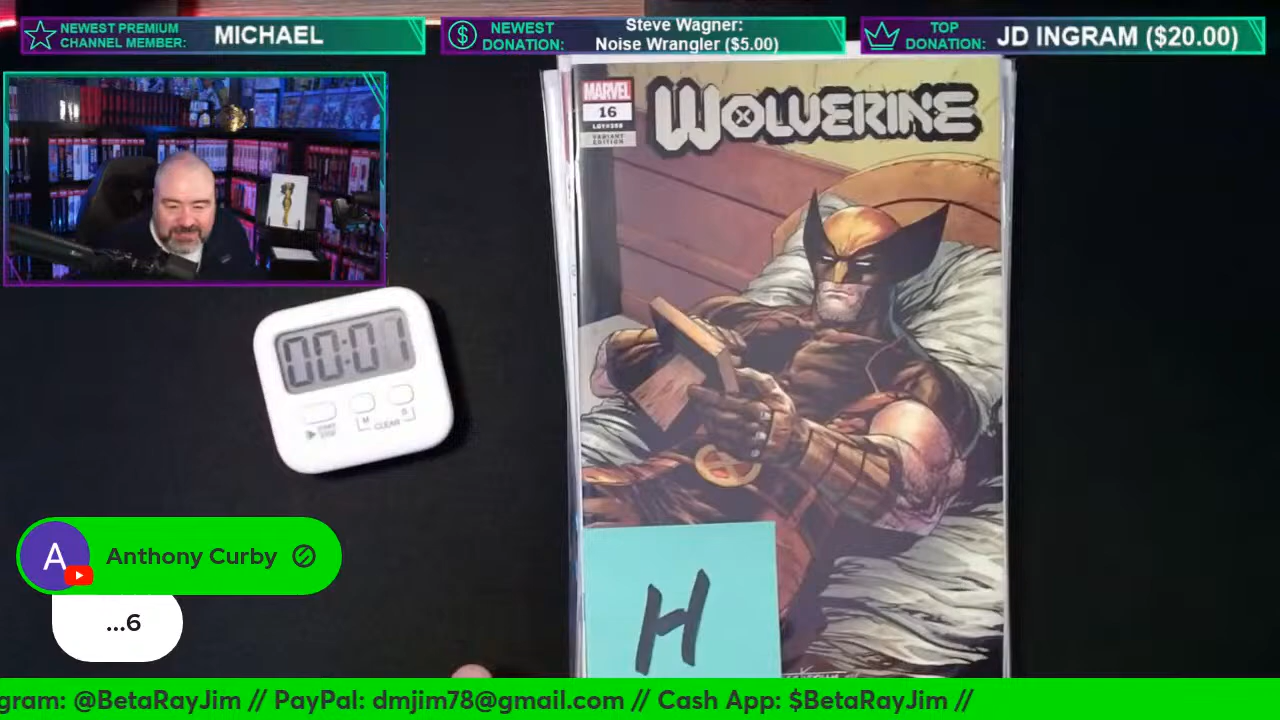 NEWEST PREMIUM
CHANNEL MEMBER:
MICHAEL
NEWEST
DONATION:
Steve Wagner:
Noise Wrangler ($5.00)
TOP
DONATION:
JD INGRAM ($20.00)
MARVEL
16
VARIANT
EDITION
WOLVERINE
00:01
M
S
CLEAR
H
A
Anthony Curby
...6
gram: @BetaRayJim // PayPal: dmjim78@gmail.com // Cash App: $BetaRayJim //